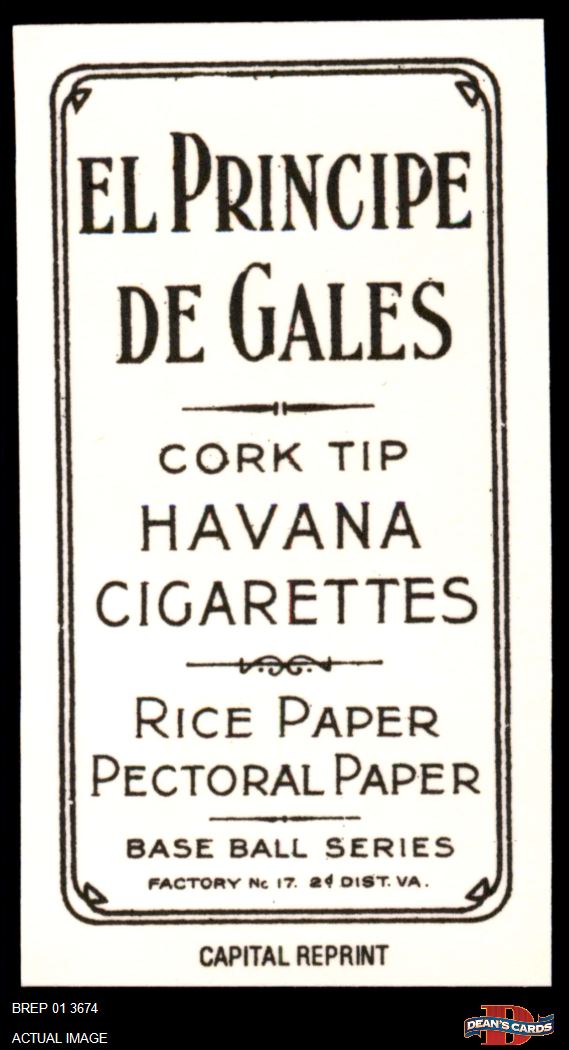 EL PRINCIPE
DE GALES
CORK TIP
HAVANA
CIGARETTES
RICE PAPER
PECTORAL PAPER
BASE BALL SERIES
FACTORY No 17. 2d DIST. VA.
CAPITAL REPRINT
BREP 01 3674
ACTUAL IMAGE
D
DEAN'S CARDS